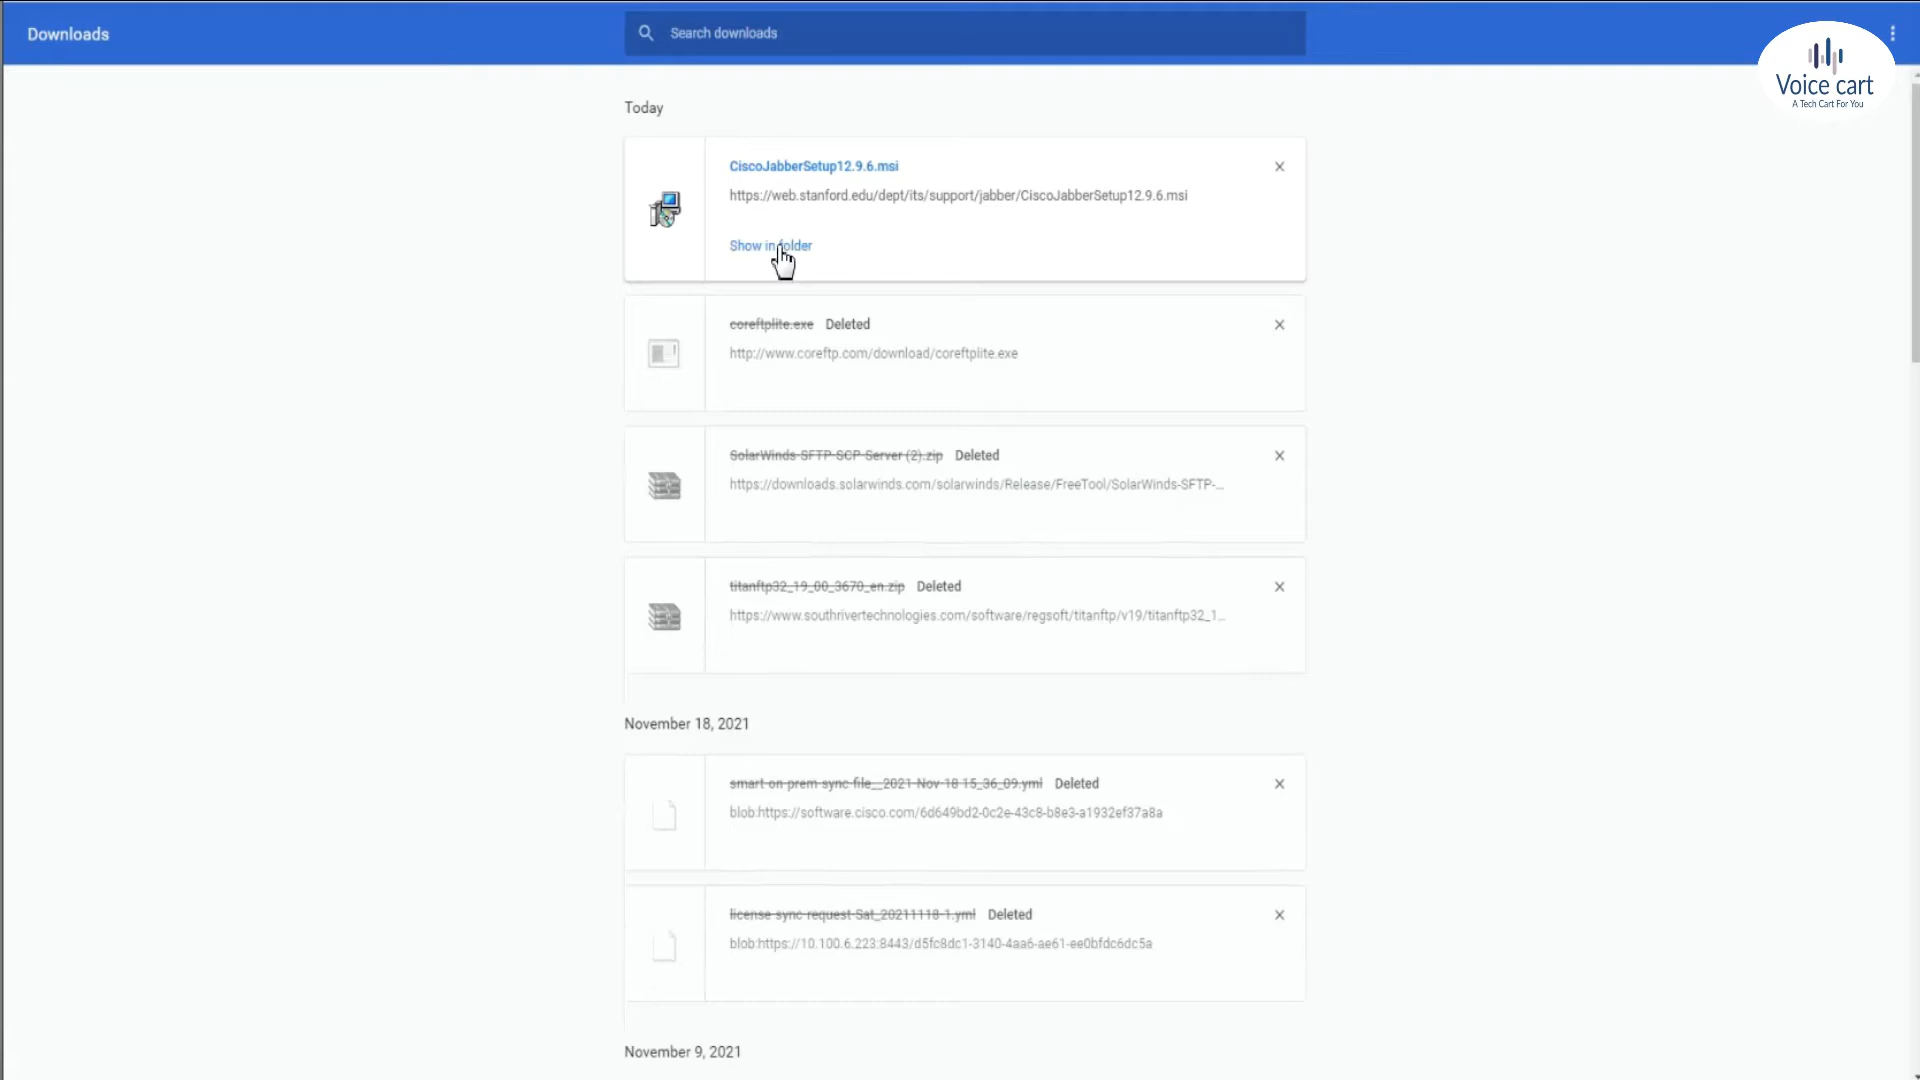 Downloads
Search downloads
Voice cart
A Tech Cart For You
Today
CiscoJabberSetup12.9.6.msi
https://web.stanford.edu/dept/its/support/jabber/CiscoJabberSetup12.9.6.msi
Show in folder
coreftplite.exe Deleted
http://www.coreftp.com/download/coreftplite.exe
SolarWinds-SFTP-SCP-Server (2).zip Deleted
https://downloads.solarwinds.com/solarwinds/Release/FreeTool/SolarWinds-SFTP-...
titanftp32_19_00_3670_en.zip Deleted
https://www.southrivertechnologies.com/software/regsoft/titanftp/v19/titanftp32_1...
November 18, 2021
smart-on-prem-sync-file__2021-Nov-18 15_36_09.yml Deleted
blob:https://software.cisco.com/6d649bd2-0c2e-43c8-b8e3-a1932ef37a8a
license-sync-request-Sat_20211118-1.yml Deleted
blob:https://10.100.6.223:8443/d5fc8dc1-3140-4aa6-ae61-ee0bfdc6dc5a
November 9, 2021